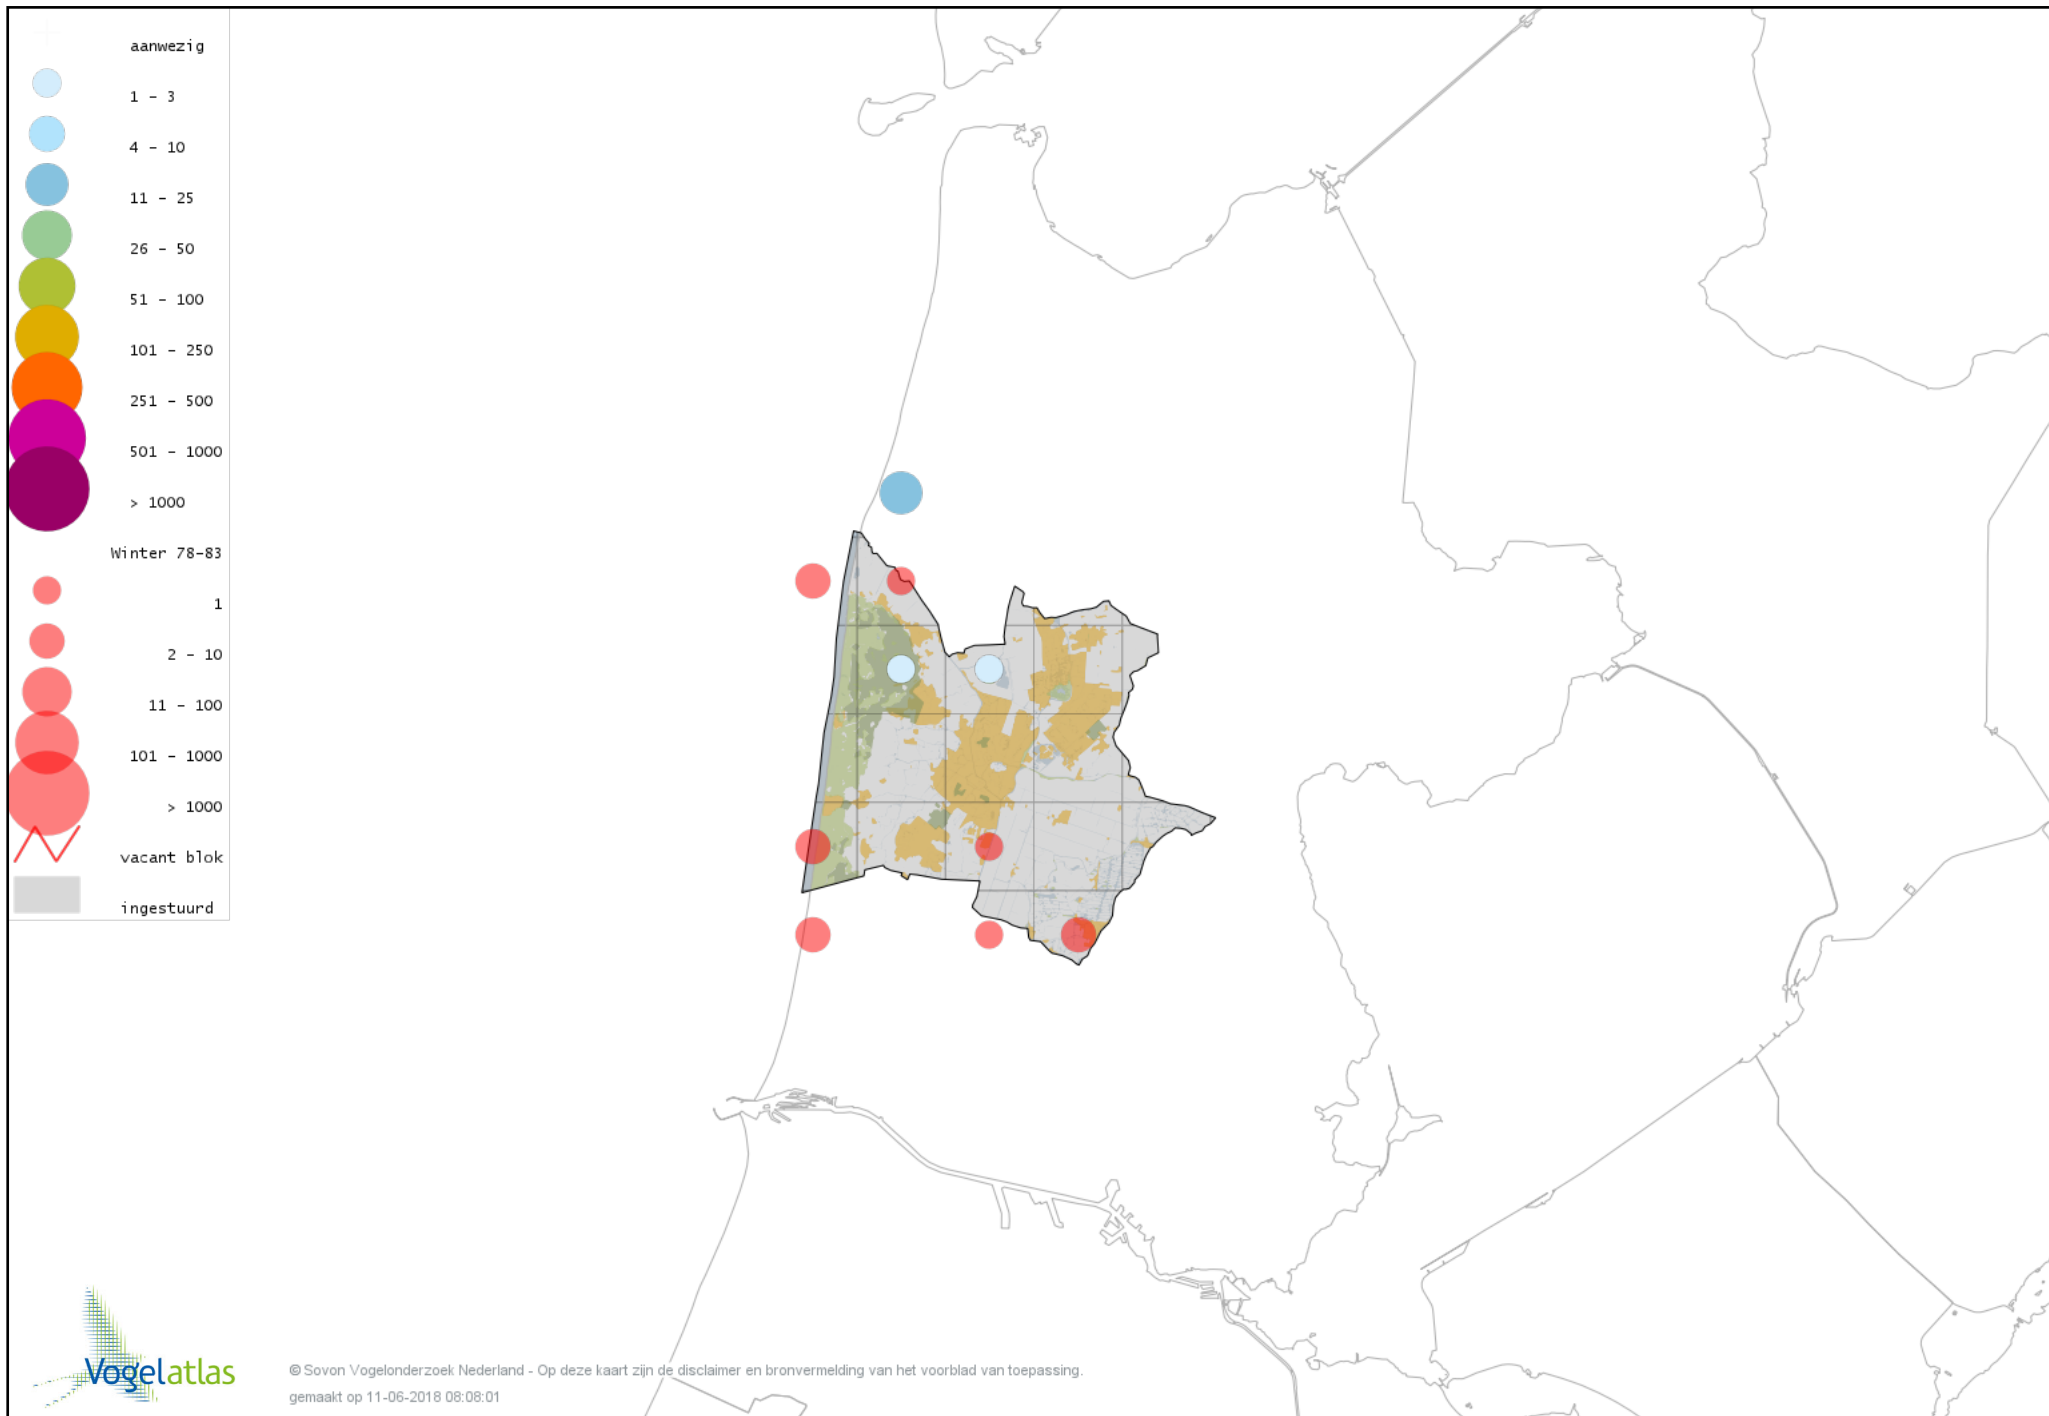 aanwezig
1 - 3
4 - 10
11 - 25
26 - 50
51 - 100
101 - 250
251 - 500
501 - 1000
> 1000
Winter 78-83
1
2 - 10
11 - 100
101 - 1000
> 1000
vacant blok
ingestuurd
Vogelatlas
© Sovon Vogelonderzoek Nederland - Op deze kaart zijn de disclaimer en bronvermelding van het voorblad van toepassing.
gemaakt op 11-06-2018 08:08:01